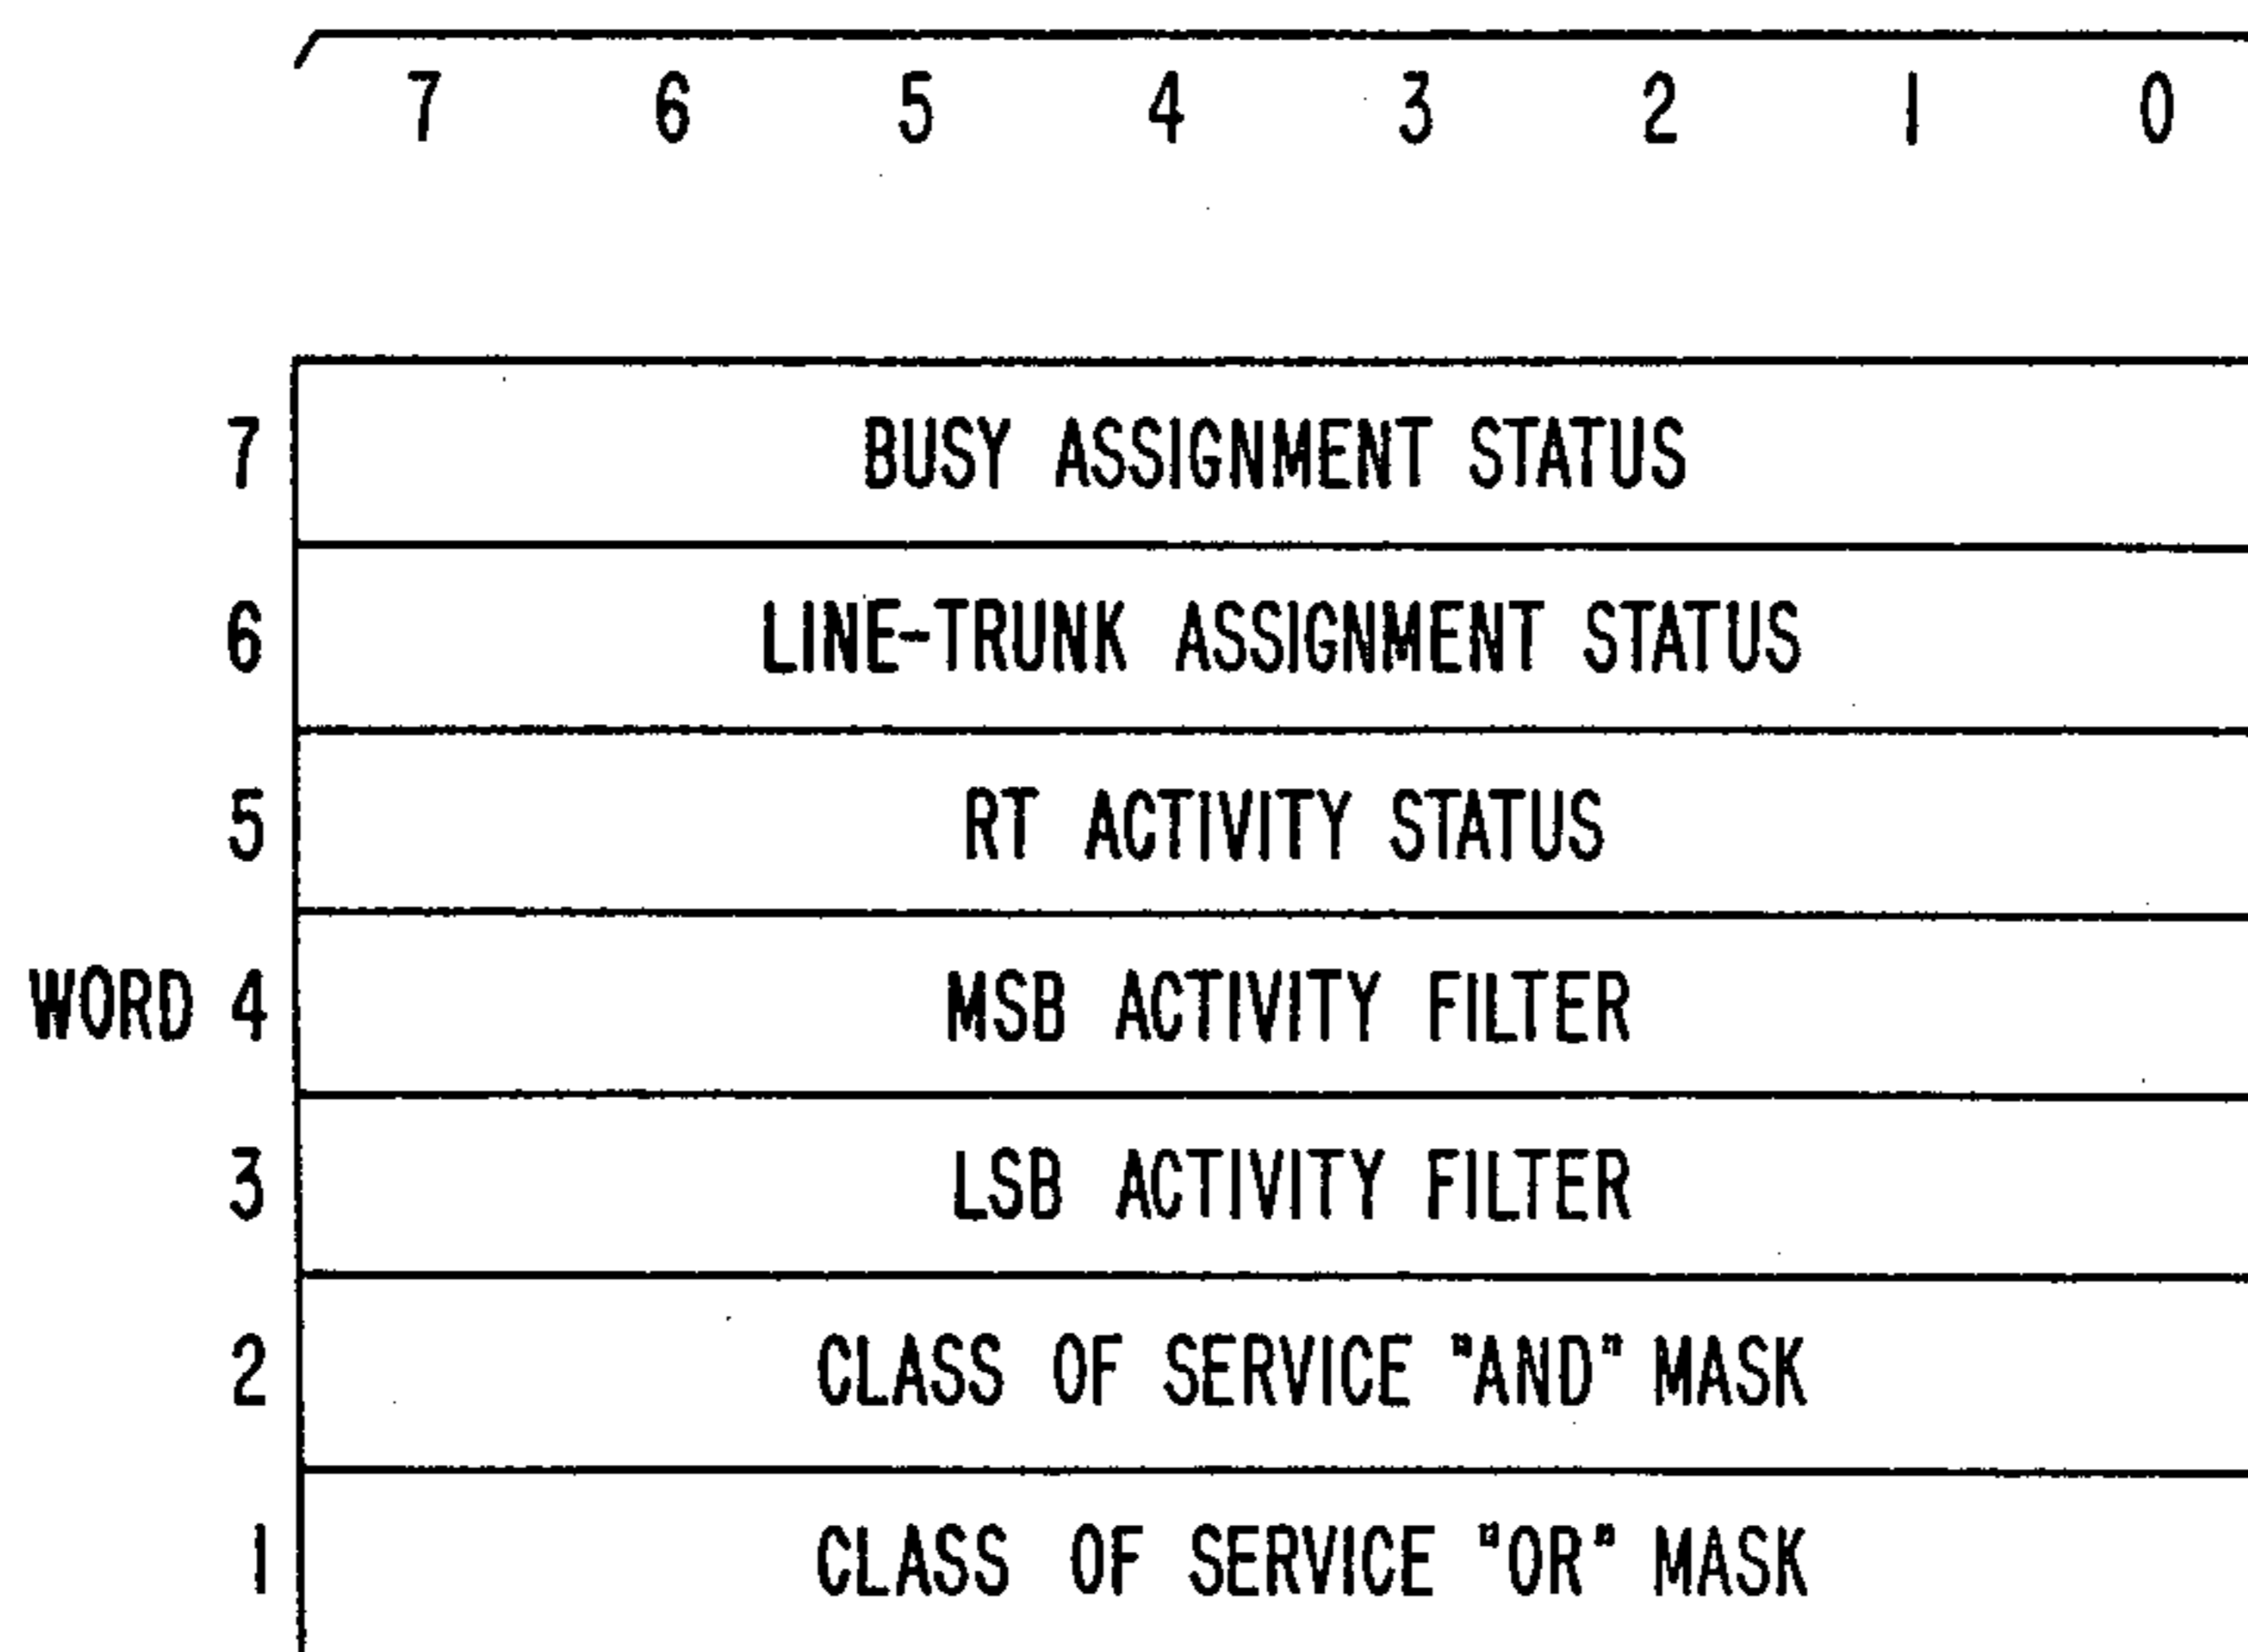 7 6 5 4 3 2 1 0
7 BUSY ASSIGNMENT STATUS
6 LINE-TRUNK ASSIGNMENT STATUS
5 RT ACTIVITY STATUS
WORD 4 MSB ACTIVITY FILTER
3 LSB ACTIVITY FILTER
2 CLASS OF SERVICE "AND" MASK
1 CLASS OF SERVICE "OR" MASK